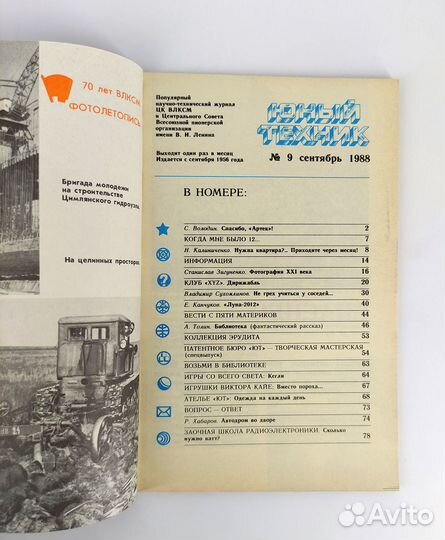 70 лет ВЛКСМ
ФОТОЛЕТОПИСЬ
Бригада молодежи
на строительстве
Цимлянского гидроузла
На целинных просторах
Популярный
научно-технический журнал
ЦК ВЛКСМ
и Центрального Совета
Всесоюзной пионерской
организации
имени В. И. Ленина
Выходит один раз в месяц
Издается с сентября 1956 года
ЮНЫЙ
ТЕХНИК
№ 9 сентябрь 1988
В НОМЕРЕ:
С. Володин. Спасибо, «Артек»! 2
КОГДА МНЕ БЫЛО 12... 7
Н. Калиниченко. Нужна квартира?.. Приходите через месяц! 8
ИНФОРМАЦИЯ 14
Станислав Зигуненко. Фотографии XXI века 16
КЛУБ «XYZ». Дирижабль 20
Владимир Сухомлинов. Не грех учиться у соседей... 30
Е. Канчуков. «Луна-2012» 40
ВЕСТИ С ПЯТИ МАТЕРИКОВ 44
А. Толин. Библиотека (фантастический рассказ) 46
КОЛЛЕКЦИЯ ЭРУДИТА 53
ПАТЕНТНОЕ БЮРО «ЮТ» — ТВОРЧЕСКАЯ МАСТЕРСКАЯ
(спецвыпуск) 54
ВОЗЬМИ В БИБЛИОТЕКЕ 63
ИГРЫ СО ВСЕГО СВЕТА: Кегли 64
ИГРУШКИ ВИКТОРА КАЙЕ: Вместо пороха... 67
АТЕЛЬЕ «ЮТ» Одежда на каждый день 68
ВОПРОС — ОТВЕТ 73
Р. Хабаров. Автодром во дворе 74
ЗАОЧНАЯ ШКОЛА РАДИОЭЛЕКТРОНИКИ. Сколько
нужно ватт? 78
Avito